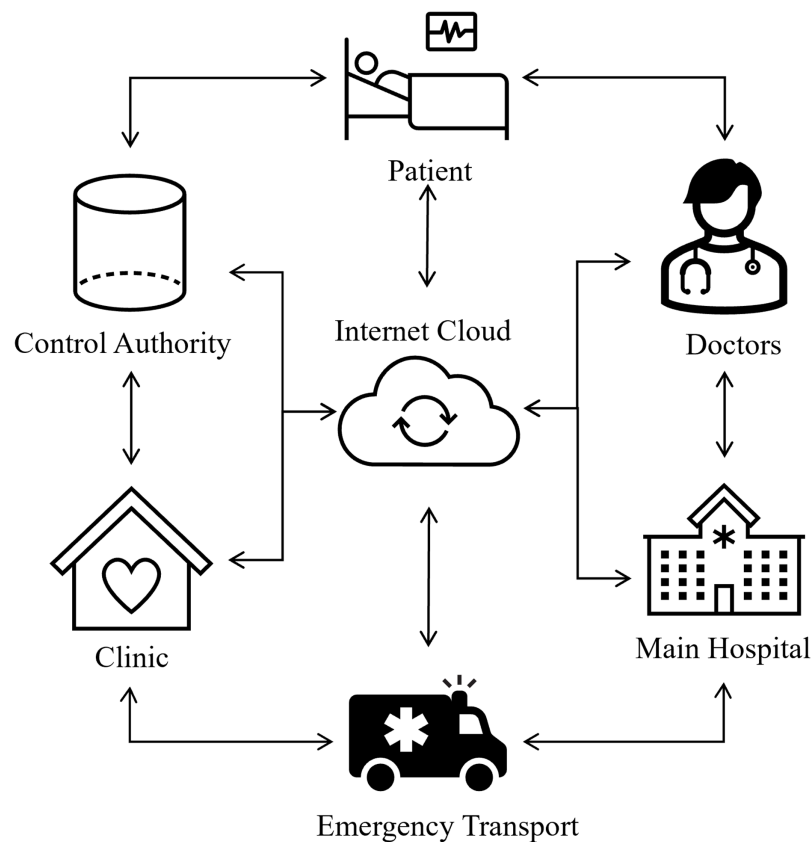 Patient
Control Authority
Internet Cloud
Doctors
Clinic
Main Hospital
Emergency Transport